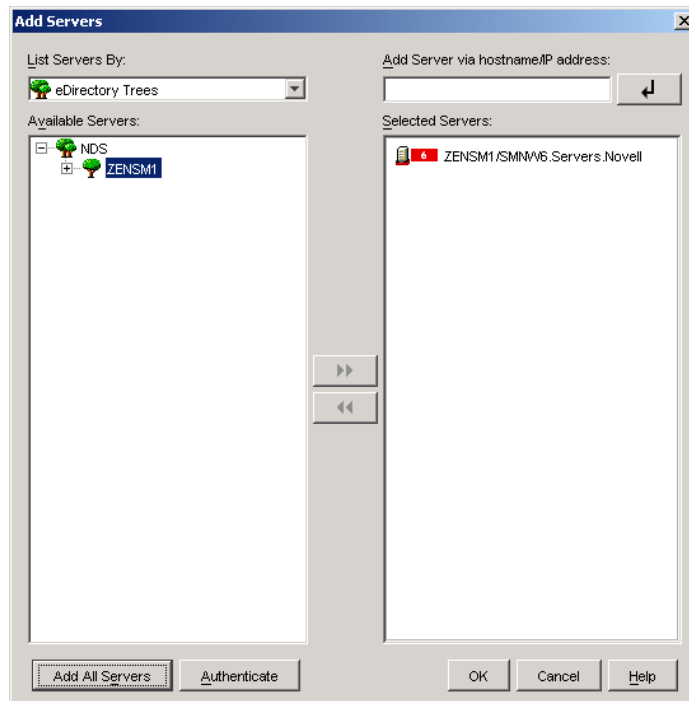 Add Servers
List Servers By:
eDirectory Trees
Available Servers:
NDS
ZENSM1
Add Server via hostname/IP address:
Selected Servers:
6 ZENSM1/SMNW6.Servers.Novell
Add All Servers
Authenticate
OK
Cancel
Help